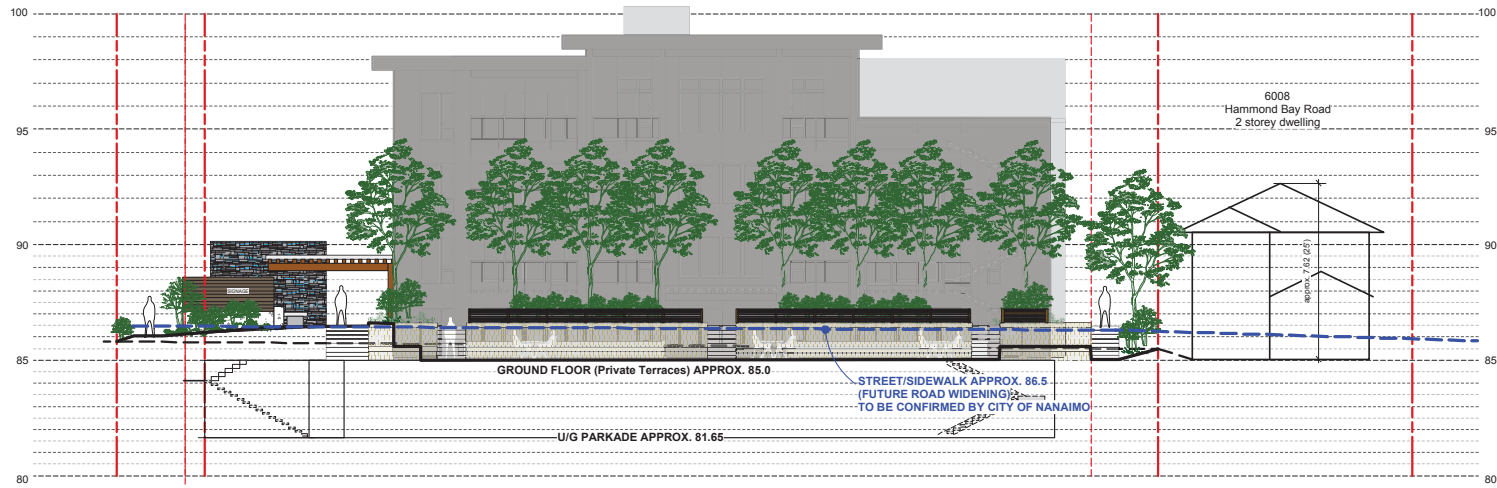 100
100
6008
Hammond Bay Road
2 storey dwelling
95
95
90
90
approx. 7.62 (25')
SIGNAGE
85
85
GROUND FLOOR (Private Terraces) APPROX. 85.0
STREET/SIDEWALK APPROX. 86.5
(FUTURE ROAD WIDENING)
TO BE CONFIRMED BY CITY OF NANAIMO
U/G PARKADE APPROX. 81.65
80
80